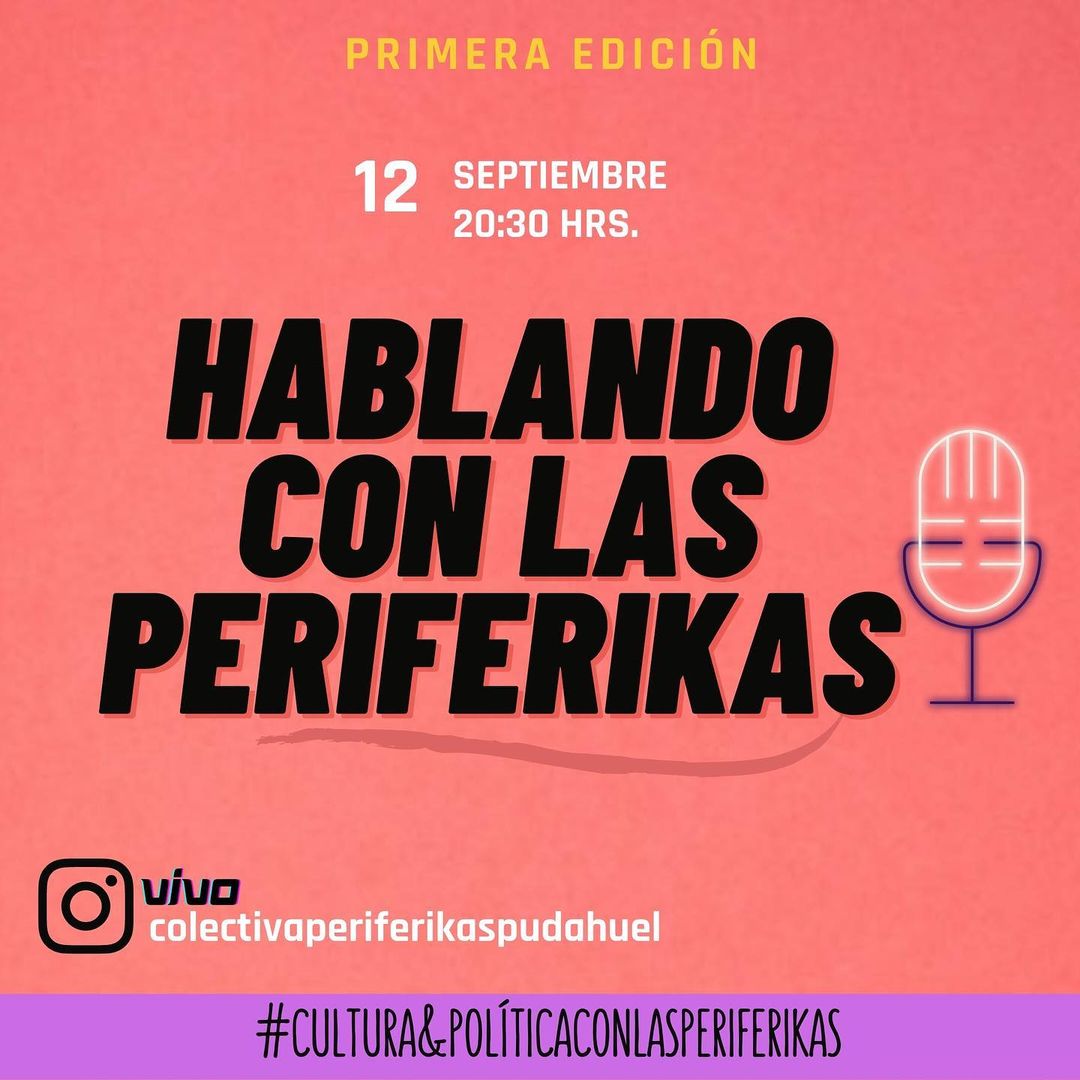 PRIMERA EDICIÓN
12 SEPTIEMBRE
20:30 HRS.
HABLANDO
CON LAS
PERIFERIKAS
vivo
colectivaperiferikaspudahuel
#CULTURA&POLÍTICACONLASPERIFERIKAS